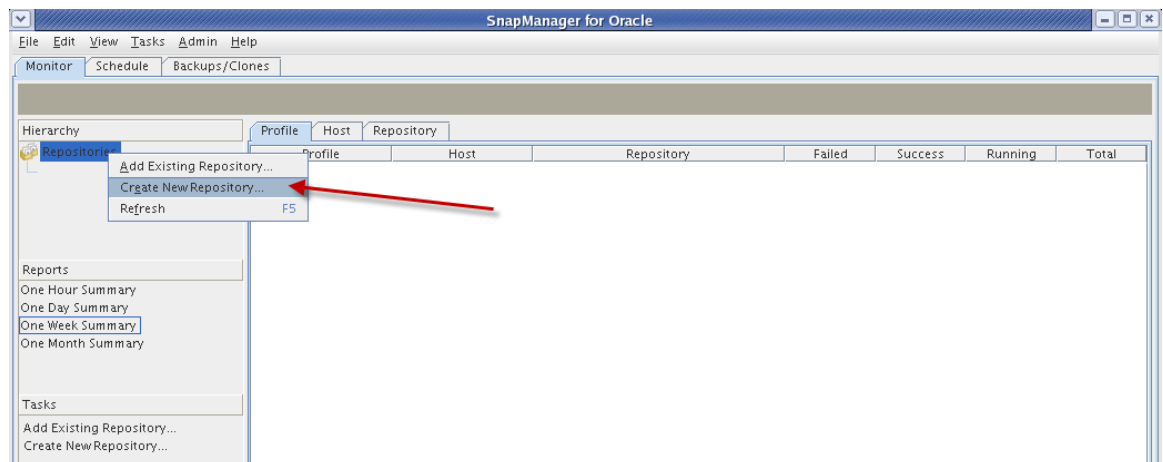 SnapManager for Oracle
File Edit View Tasks Admin Help
Monitor Schedule Backups/Clones
Hierarchy
Profile Host Repository
Repositories
Profile Host Repository Failed Success Running Total
Add Existing Repository...
Create New Repository...
Refresh F5
Reports
One Hour Summary
One Day Summary
One Week Summary
One Month Summary
Tasks
Add Existing Repository...
Create New Repository...